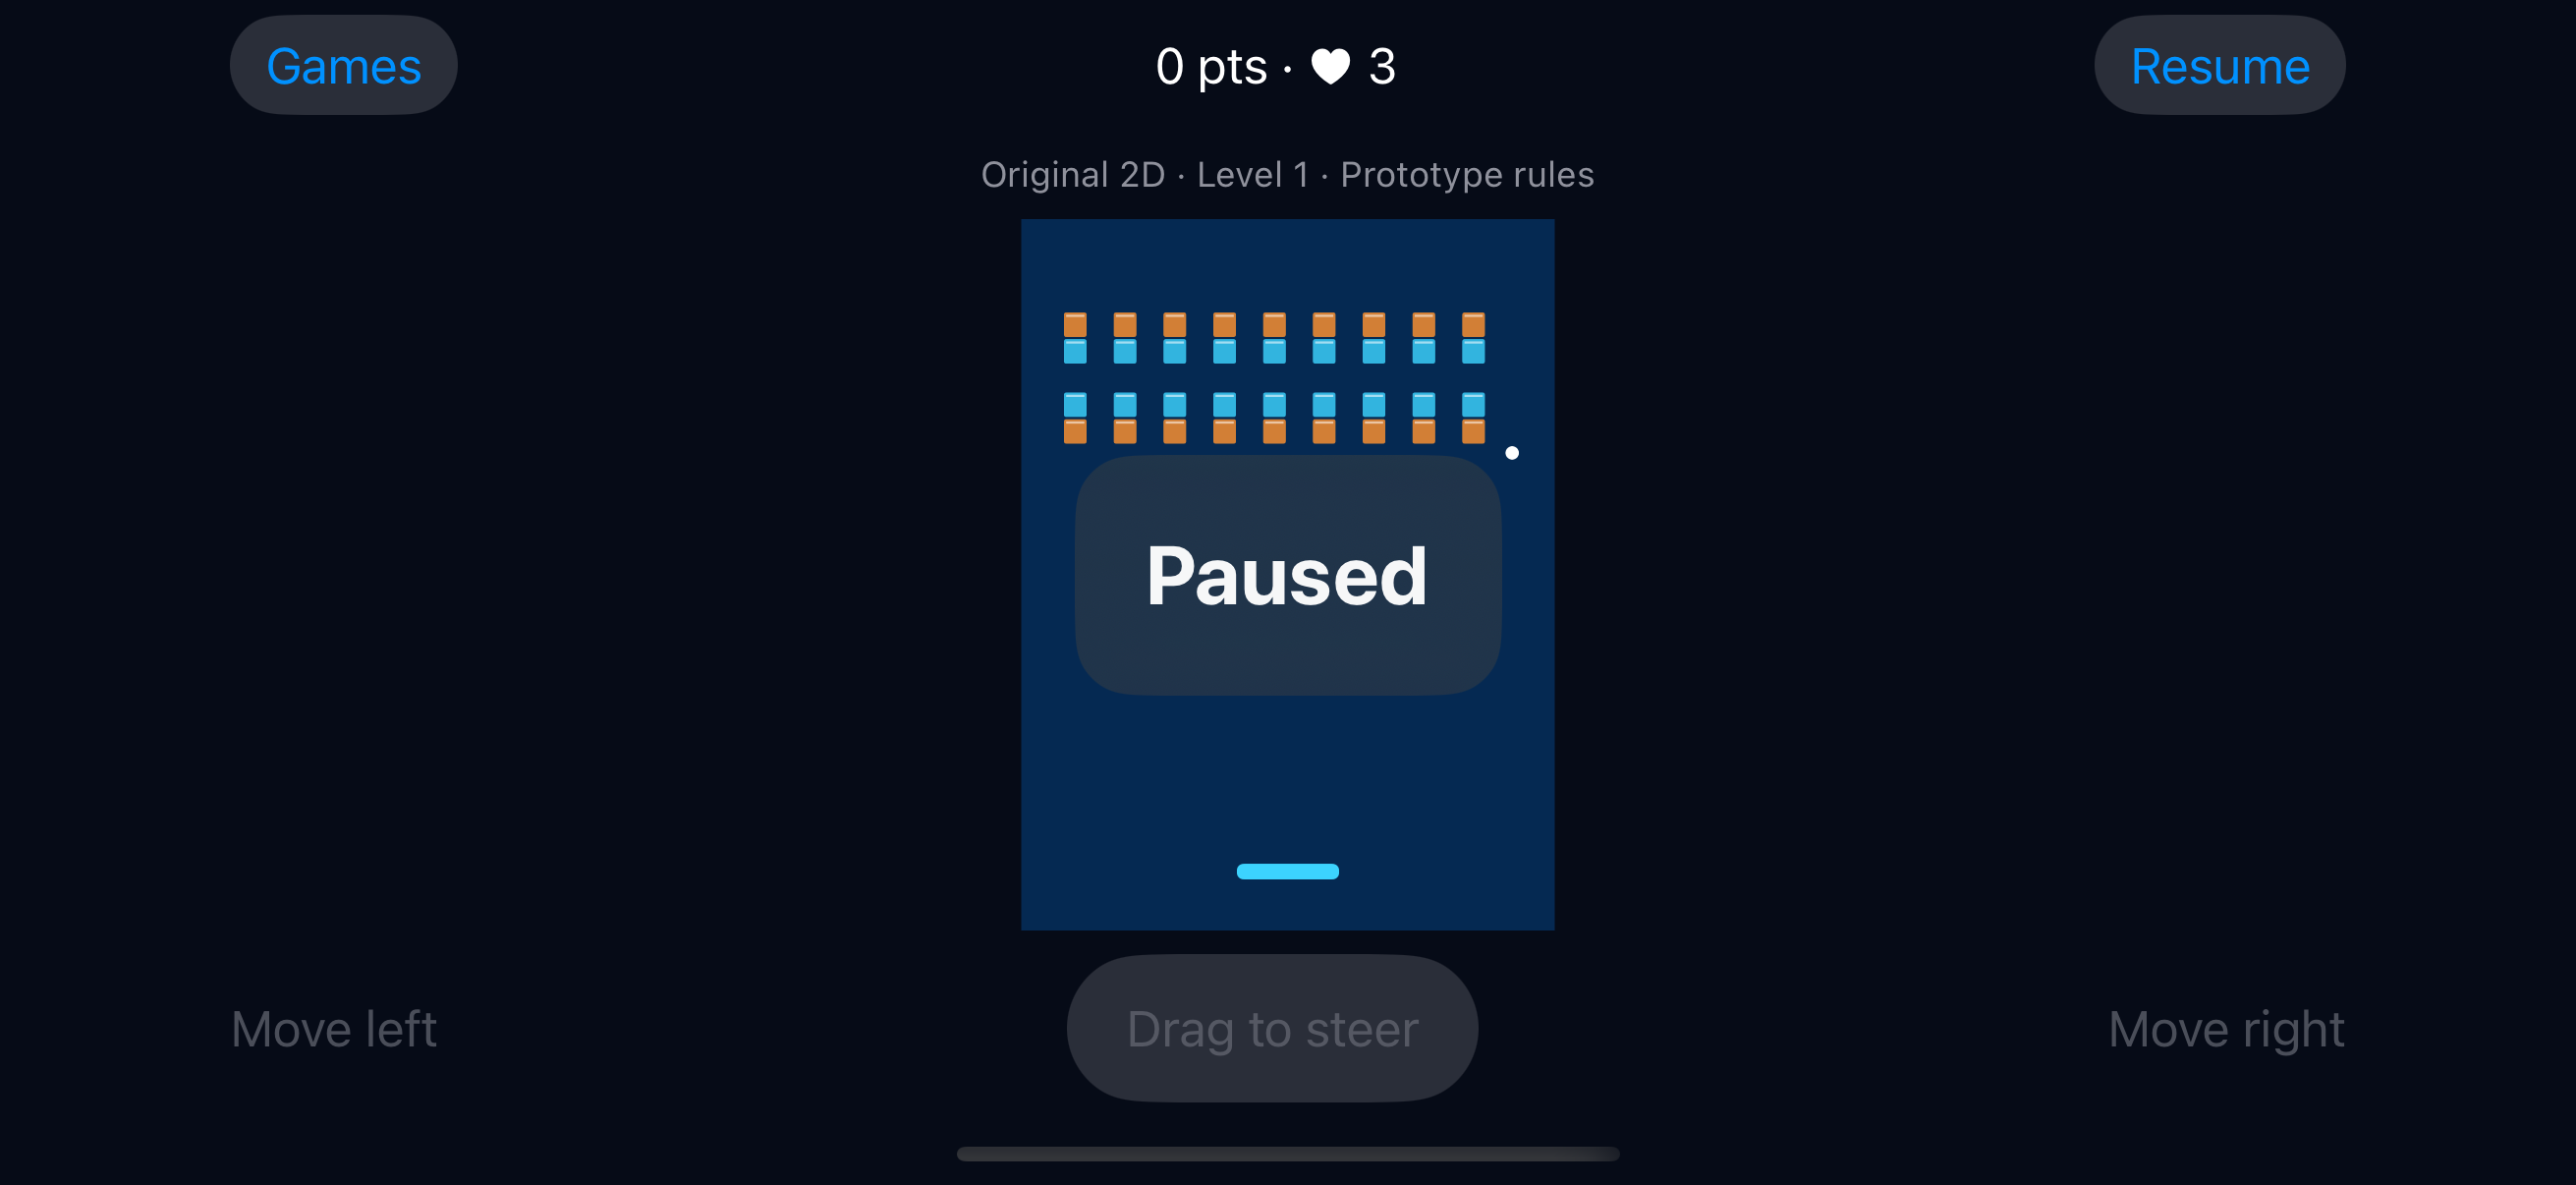 Games
0 pts · ♥ 3
Resume
Original 2D · Level 1 · Prototype rules
Paused
Move left
Drag to steer
Move right